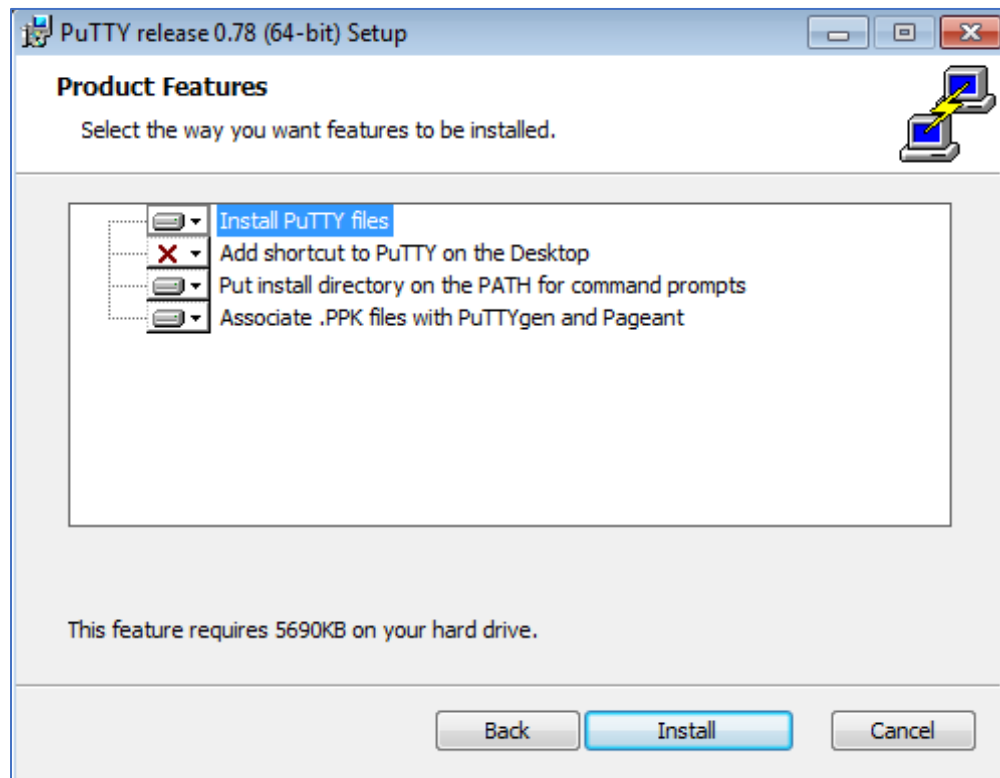 PuTTY release 0.78 (64-bit) Setup
Product Features
Select the way you want features to be installed.
Install PuTTY files
Add shortcut to PuTTY on the Desktop
Put install directory on the PATH for command prompts
Associate .PPK files with PuTTYgen and Pageant
This feature requires 5690KB on your hard drive.
Back
Install
Cancel